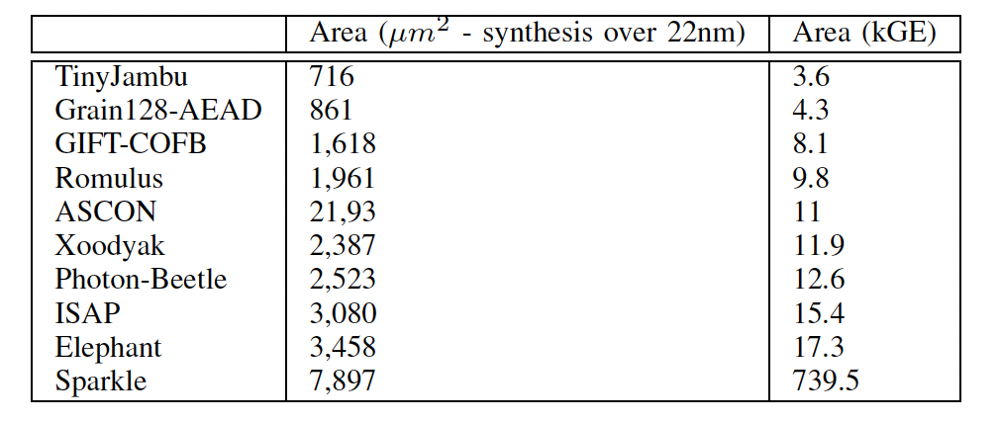 Area (μm² - synthesis over 22nm) Area (kGE)
TinyJambu 716 3.6
Grain128-AEAD 861 4.3
GIFT-COFB 1,618 8.1
Romulus 1,961 9.8
ASCON 21,93 11
Xoodyak 2,387 11.9
Photon-Beetle 2,523 12.6
ISAP 3,080 15.4
Elephant 3,458 17.3
Sparkle 7,897 739.5